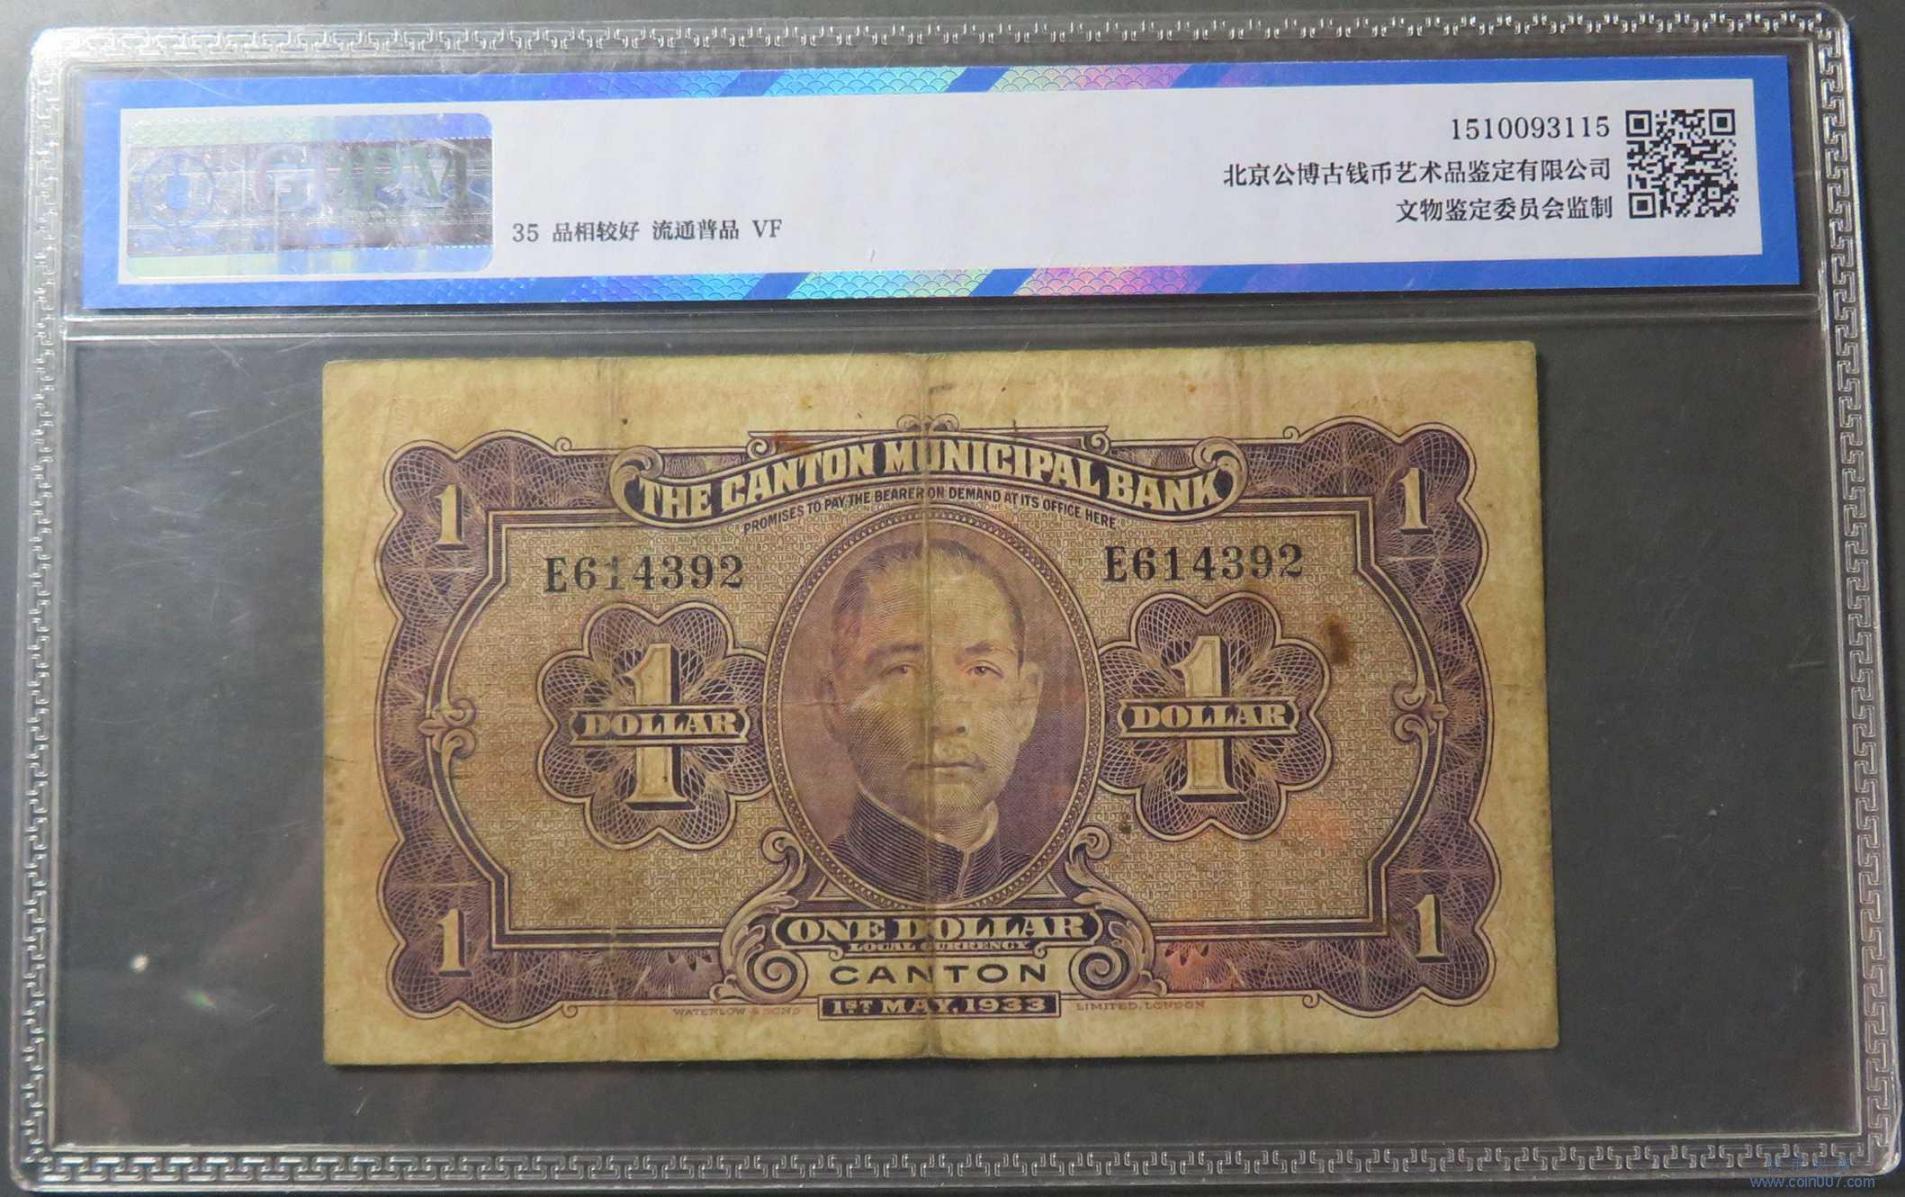 1510093115
北京公博古钱币艺术品鉴定有限公司
文物鉴定委员会监制
35 品相较好 流通普品 VF
THE CANTON MUNICIPAL BANK
PROMISES TO PAY THE BEARER ON DEMAND AT ITS OFFICE HERE
1 1
E614392 E614392
1 1
DOLLAR DOLLAR
ONE DOLLAR
LOCAL CURRENCY
1 1
CANTON
1ST MAY, 1933
WATERLOW & SONS LIMITED, LONDON
www.coin007.com